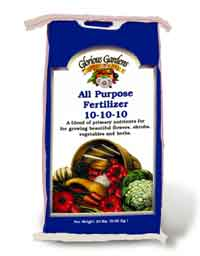 Glorious Gardens
All Purpose
Fertilizer
10-10-10
A blend of primary nutrients for
for growing beautiful flowers, shrubs,
vegetables and herbs.